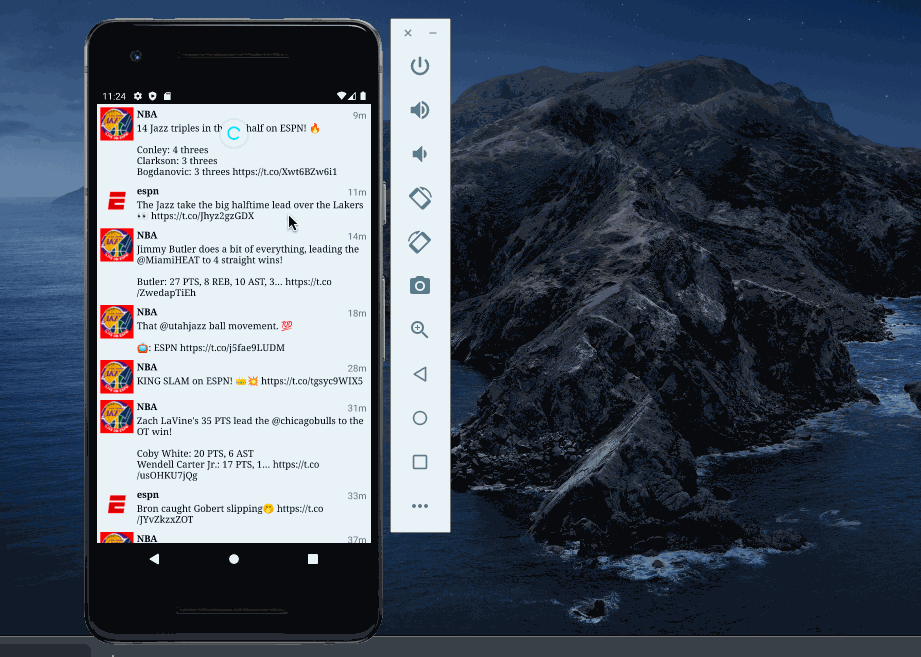 11:24
NBA 9m
14 Jazz triples in th half on ESPN! 🔥
Conley: 4 threes
Clarkson: 3 threes
Bogdanovic: 3 threes https://t.co/Xwt6BZw6i1
espn 11m
The Jazz take the big halftime lead over the Lakers
👀 https://t.co/Jhyz2gzGDX
NBA 14m
Jimmy Butler does a bit of everything, leading the
@MiamiHEAT to 4 straight wins!
Butler: 27 PTS, 8 REB, 10 AST, 3... https://t.co
/ZwedapTiEh
NBA 18m
That @utahjazz ball movement. 💯
📺: ESPN https://t.co/j5fae9LUDM
NBA 28m
KING SLAM on ESPN! 👑💥 https://t.co/tgsyc9WIX5
NBA 31m
Zach LaVine's 35 PTS lead the @chicagobulls to the
OT win!
Coby White: 20 PTS, 6 AST
Wendell Carter Jr.: 17 PTS, 1... https://t.co
/usOHKU7jQg
espn 33m
Bron caught Gobert slipping🤭 https://t.co
/JYvZkzxZOT
NBA 37m